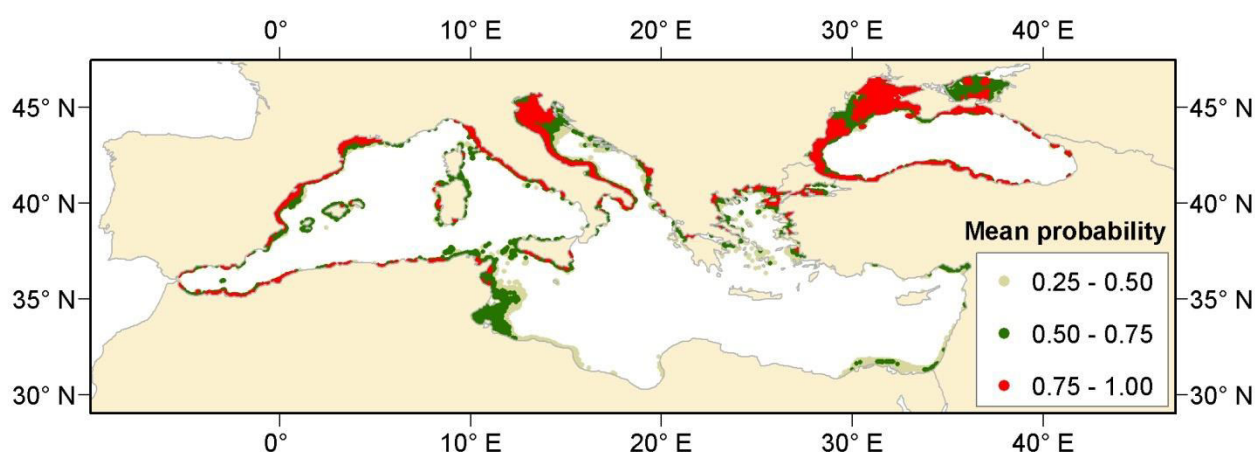 0° 10° E 20° E 30° E 40° E
45° N 45° N
40° N 40° N
Mean probability
0.25 - 0.50
35° N 0.50 - 0.75 35° N
0.75 - 1.00
30° N 30° N
0° 10° E 20° E 30° E 40° E